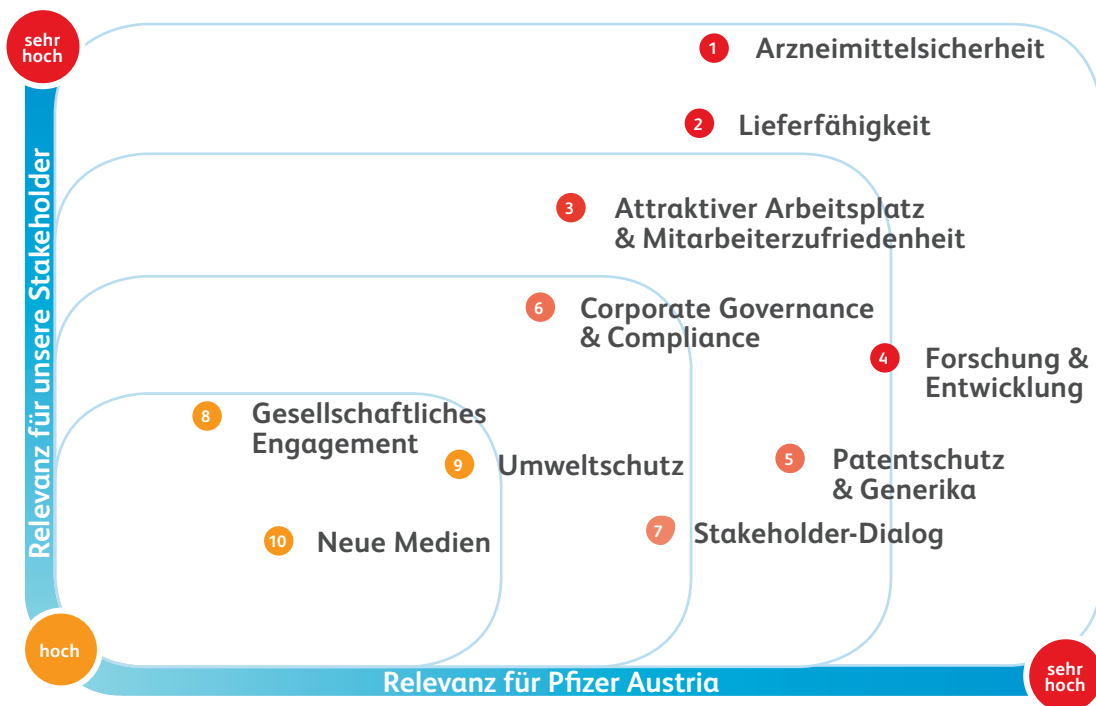 sehr
hoch
1 Arzneimittelsicherheit
2 Lieferfähigkeit
3 Attraktiver Arbeitsplatz
& Mitarbeiterzufriedenheit
6 Corporate Governance
& Compliance
4 Forschung &
Entwicklung
8 Gesellschaftliches
Engagement
9 Umweltschutz
5 Patentschutz
& Generika
10 Neue Medien
7 Stakeholder-Dialog
Relevanz für unsere Stakeholder
hoch
Relevanz für Pfizer Austria
sehr
hoch